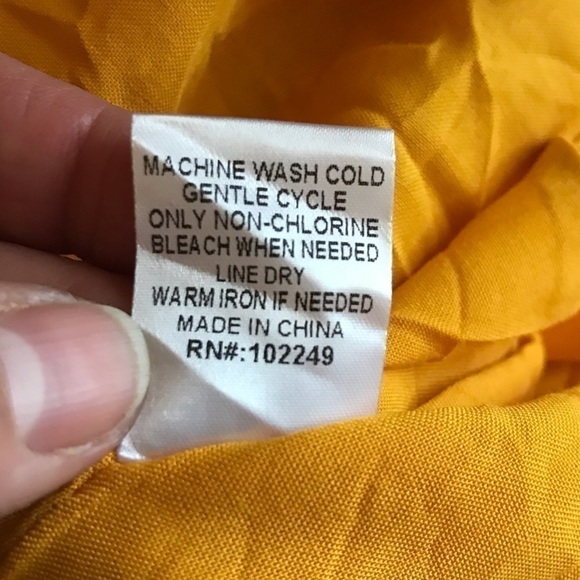 MACHINE WASH COLD
GENTLE CYCLE
ONLY NON-CHLORINE
BLEACH WHEN NEEDED
LINE DRY
WARM IRON IF NEEDED
MADE IN CHINA
RN#:102249